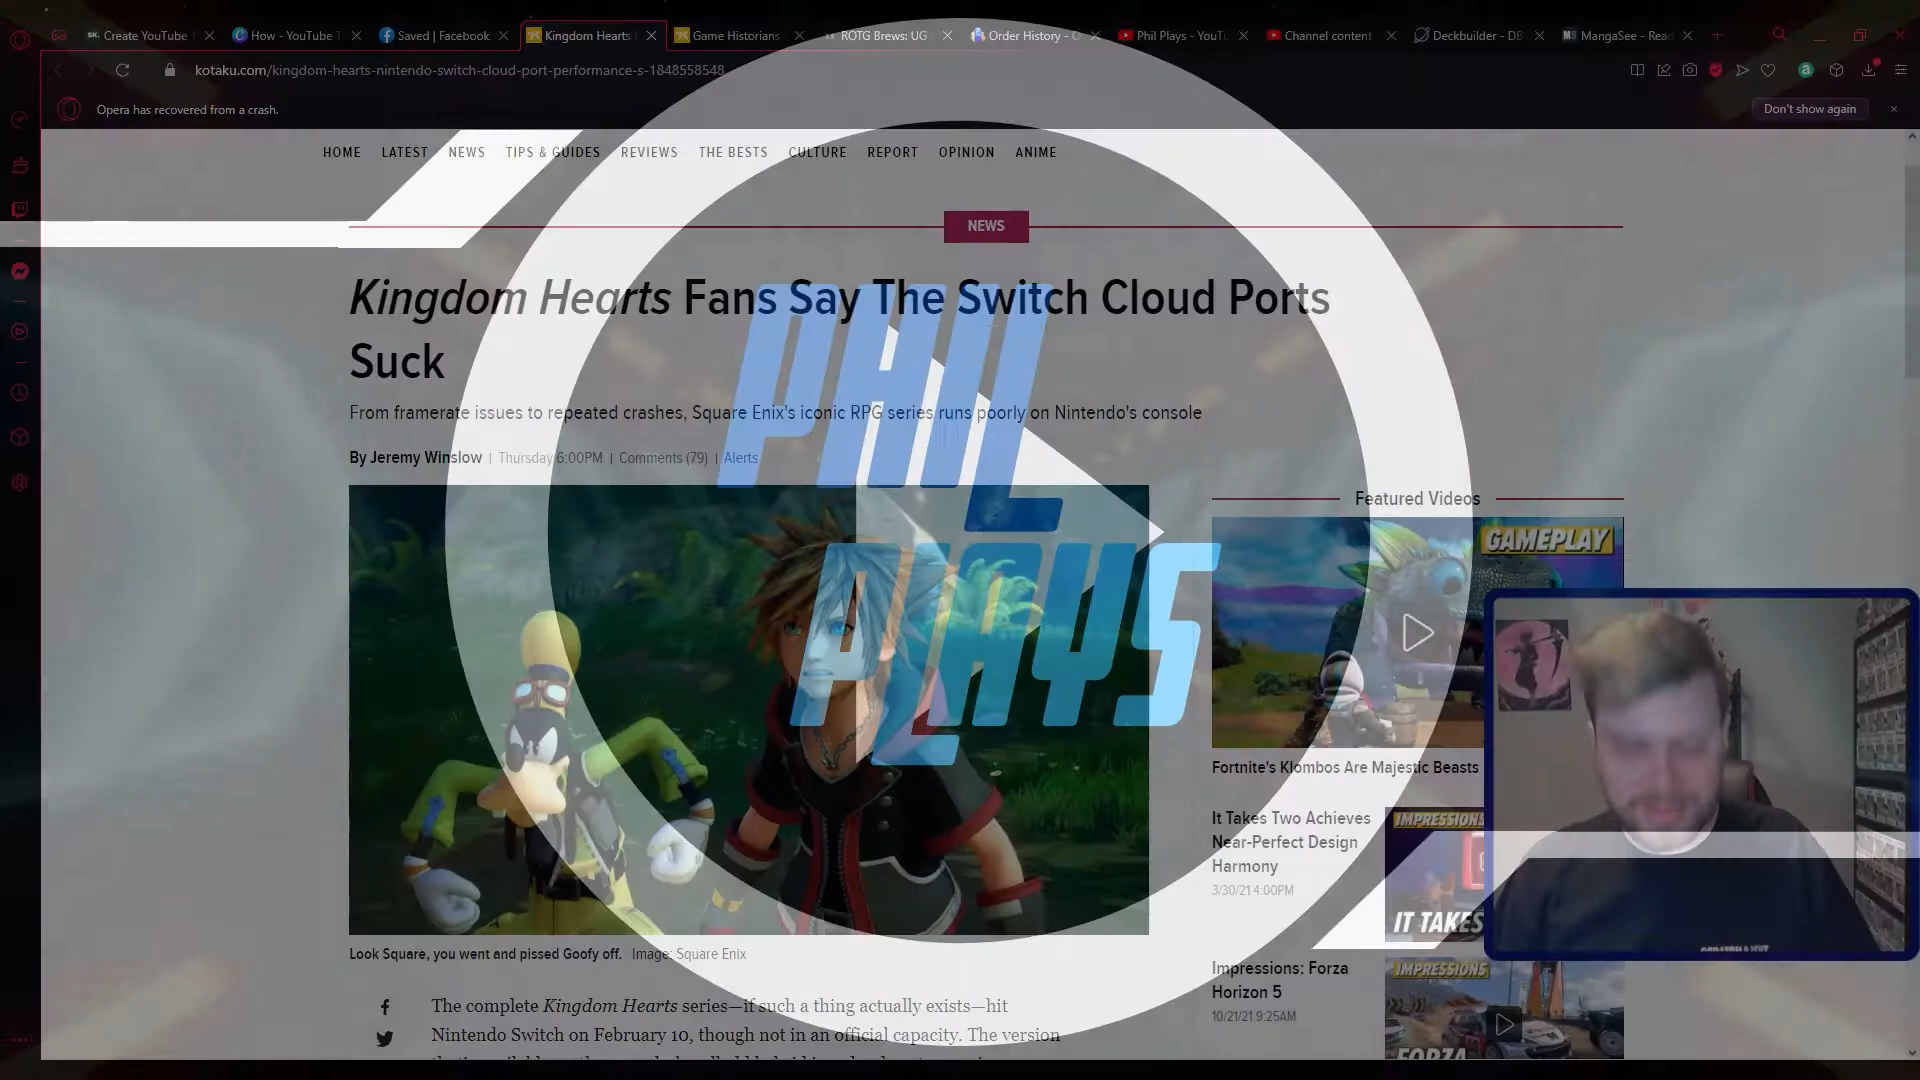 Create YouTube
How - YouTube T
Saved | Facebook
Kingdom Hearts
Game Historians
ROTG Brews: UG
Order History -
Phil Plays - YouTu
Channel content
Deckbuilder - DB
MangaSee - Read
kotaku.com/kingdom-hearts-nintendo-switch-cloud-port-performance-s-1848558548
Opera has recovered from a crash.
Don't show again
HOME LATEST NEWS TIPS & GUIDES REVIEWS THE BESTS CULTURE REPORT OPINION ANIME
NEWS
Kingdom Hearts Fans Say The Switch Cloud Ports
Suck
From framerate issues to repeated crashes, Square Enix's iconic RPG series runs poorly on Nintendo's console
By Jeremy Winslow | Thursday 6:00PM | Comments (79) | Alerts
PHIL
PLAYS
Look Square, you went and pissed Goofy off. Image: Square Enix
The complete Kingdom Hearts series—if such a thing actually exists—hit
Nintendo Switch on February 10, though not in an official capacity. The version
Featured Videos
GAMEPLAY
Fortnite's Klombos Are Majestic Beasts
It Takes Two Achieves
Near-Perfect Design
Harmony
3/30/21 4:00PM
IMPRESSIONS
IT TAKES
Impressions: Forza
Horizon 5
10/21/21 9:25AM
IMPRESSIONS
FORZA